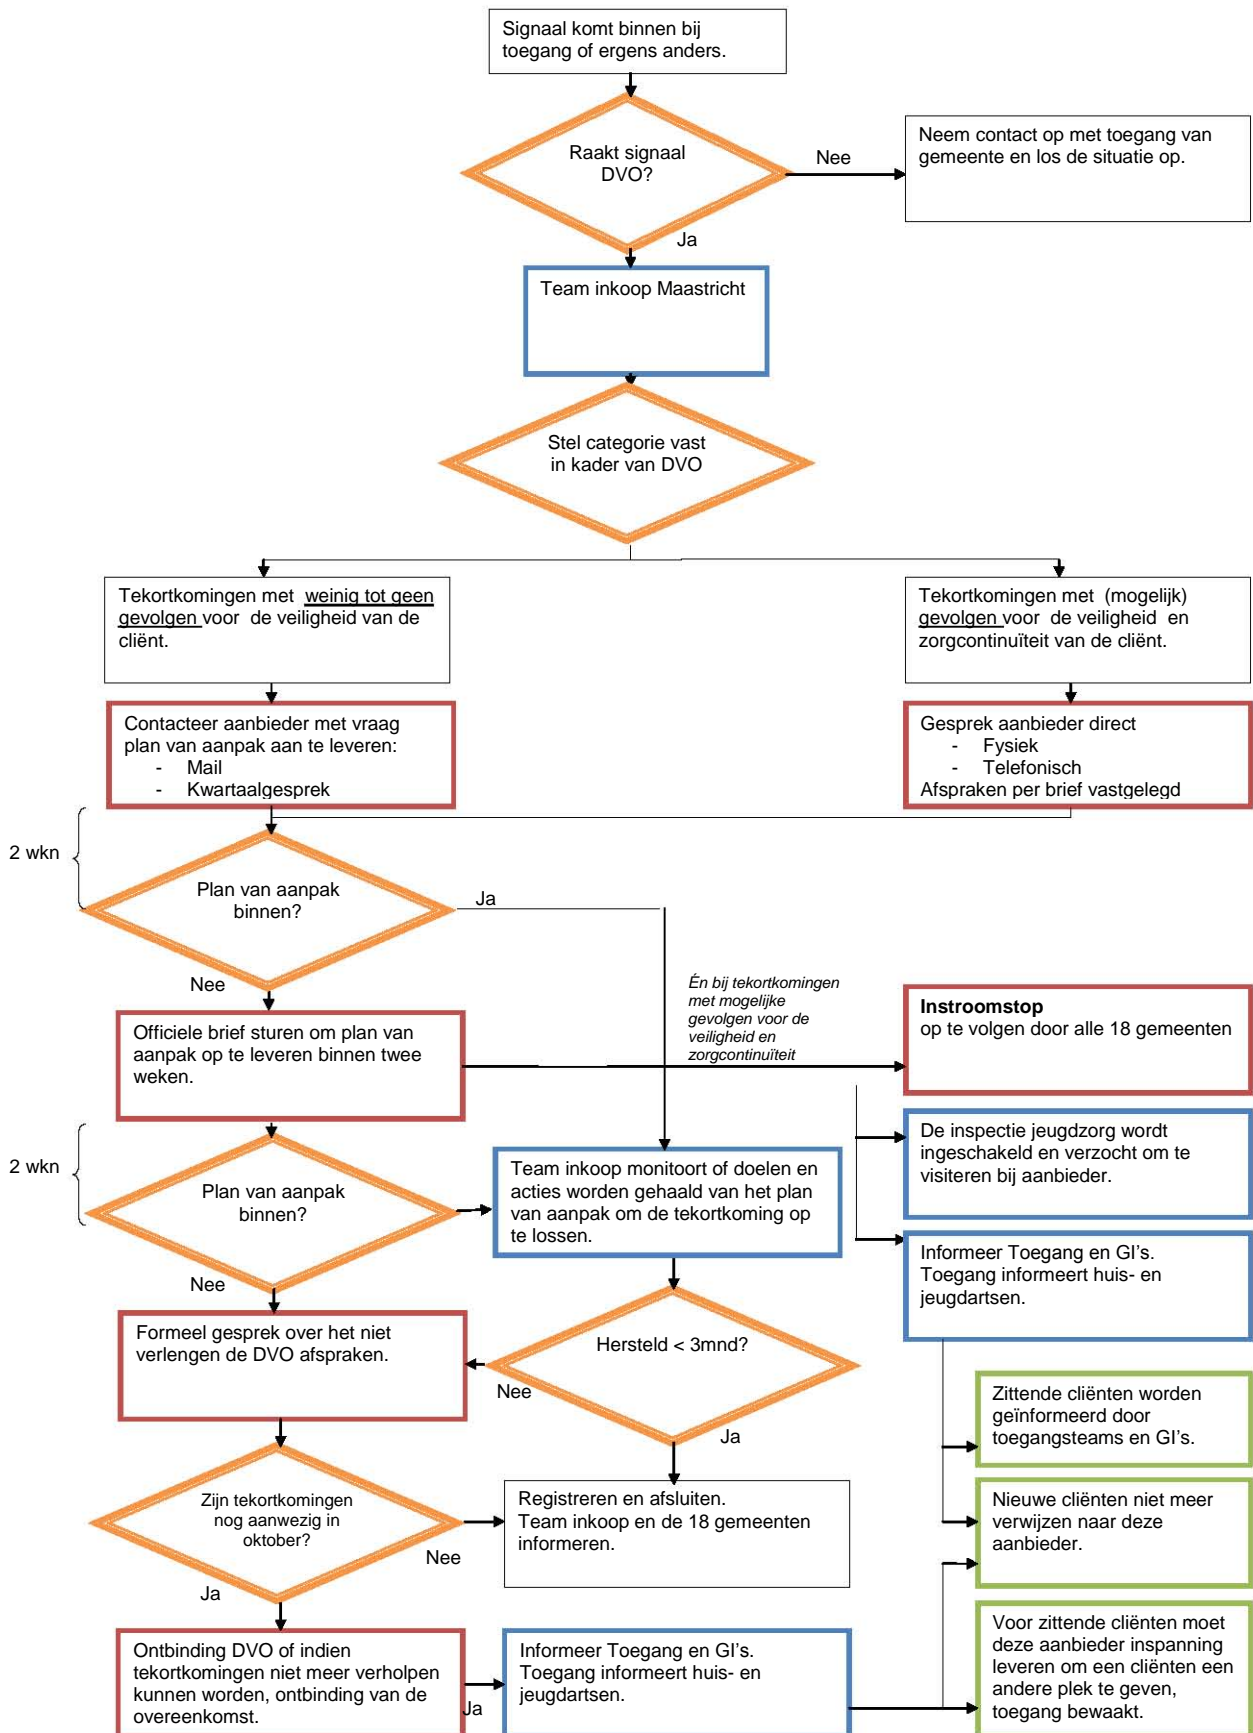 Signaal komt binnen bij
toegang of ergens anders.
Raakt signaal
DVO?
Nee
Neem contact op met toegang van
gemeente en los de situatie op.
Ja
Team inkoop Maastricht
Stel categorie vast
in kader van DVO
Tekortkomingen met weinig tot geen
gevolgen voor de veiligheid van de
cliënt.
Tekortkomingen met (mogelijk)
gevolgen voor de veiligheid en
zorgcontinuïteit van de cliënt.
Contacteer aanbieder met vraag
plan van aanpak aan te leveren:
- Mail
- Kwartaalgesprek
Gesprek aanbieder direct
- Fysiek
- Telefonisch
Afspraken per brief vastgelegd
2 wkn
Plan van aanpak
binnen?
Ja
Nee
Én bij tekortkomingen
met mogelijke
gevolgen voor de
veiligheid en
zorgcontinuïteit
Officiele brief sturen om plan van
aanpak op te leveren binnen twee
weken.
Instroomstop
op te volgen door alle 18 gemeenten
De inspectie jeugdzorg wordt
ingeschakeld en verzocht om te
visiteren bij aanbieder.
2 wkn
Plan van aanpak
binnen?
Team inkoop monitoort of doelen en
acties worden gehaald van het plan
van aanpak om de tekortkoming op
te lossen.
Informeer Toegang en GI's.
Toegang informeert huis- en
jeugdartsen.
Nee
Formeel gesprek over het niet
verlengen de DVO afspraken.
Hersteld < 3mnd?
Nee
Ja
Zittende cliënten worden
geïnformeerd door
toegangsteams en GI's.
Zijn tekortkomingen
nog aanwezig in
oktober?
Nee
Ja
Registreren en afsluiten.
Team inkoop en de 18 gemeenten
informeren.
Nieuwe cliënten niet meer
verwijzen naar deze
aanbieder.
Ontbinding DVO of indien
tekortkomingen niet meer verholpen
kunnen worden, ontbinding van de
overeenkomst.
Ja
Informeer Toegang en GI's.
Toegang informeert huis- en
jeugdartsen.
Voor zittende cliënten moet
deze aanbieder inspanning
leveren om een cliënten een
andere plek te geven,
toegang bewaakt.